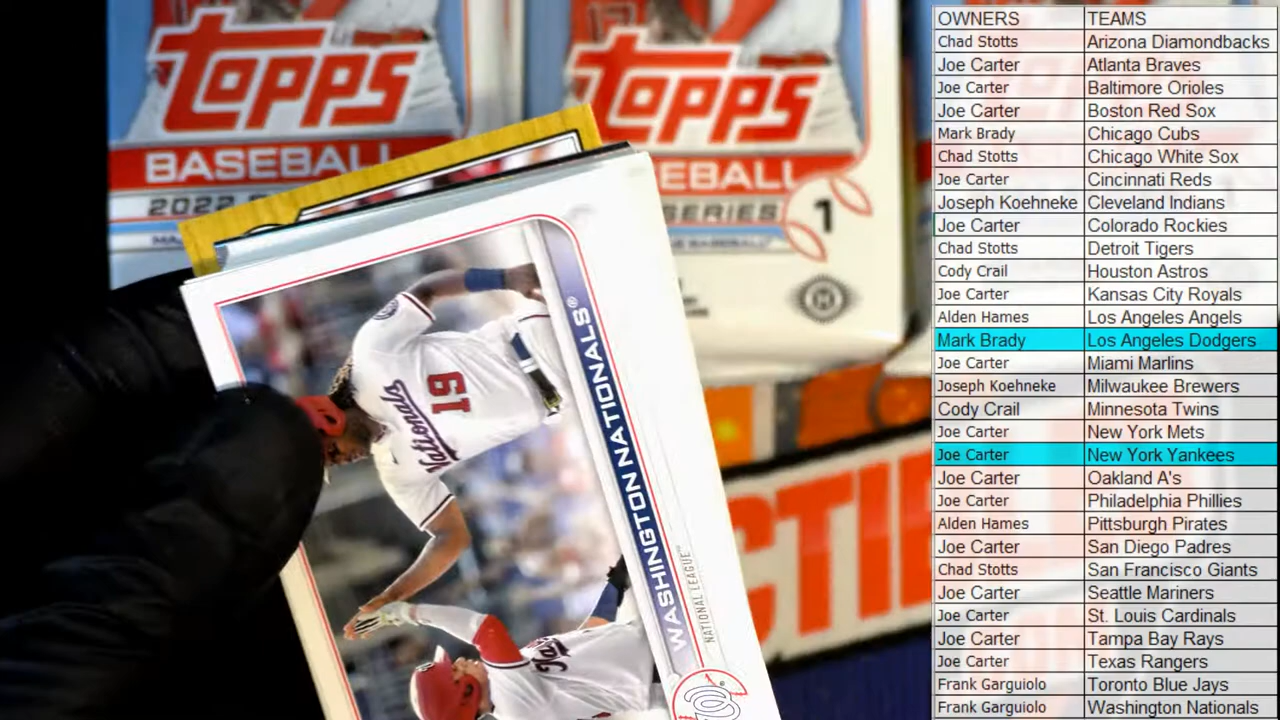 Topps
BASEBALL
2022
Topps
EBALL
SERIES 1
CTI
19
Nationals
WASHINGTON NATIONALS®
NATIONAL LEAGUE™
OWNERS TEAMS
Chad Stotts Arizona Diamondbacks
Joe Carter Atlanta Braves
Joe Carter Baltimore Orioles
Joe Carter Boston Red Sox
Mark Brady Chicago Cubs
Chad Stotts Chicago White Sox
Joe Carter Cincinnati Reds
Joseph Koehneke Cleveland Indians
Joe Carter Colorado Rockies
Chad Stotts Detroit Tigers
Cody Crail Houston Astros
Joe Carter Kansas City Royals
Alden Hames Los Angeles Angels
Mark Brady Los Angeles Dodgers
Joe Carter Miami Marlins
Joseph Koehneke Milwaukee Brewers
Cody Crail Minnesota Twins
Joe Carter New York Mets
Joe Carter New York Yankees
Joe Carter Oakland A's
Joe Carter Philadelphia Phillies
Alden Hames Pittsburgh Pirates
Joe Carter San Diego Padres
Chad Stotts San Francisco Giants
Joe Carter Seattle Mariners
Joe Carter St. Louis Cardinals
Joe Carter Tampa Bay Rays
Joe Carter Texas Rangers
Frank Garguiolo Toronto Blue Jays
Frank Garguiolo Washington Nationals